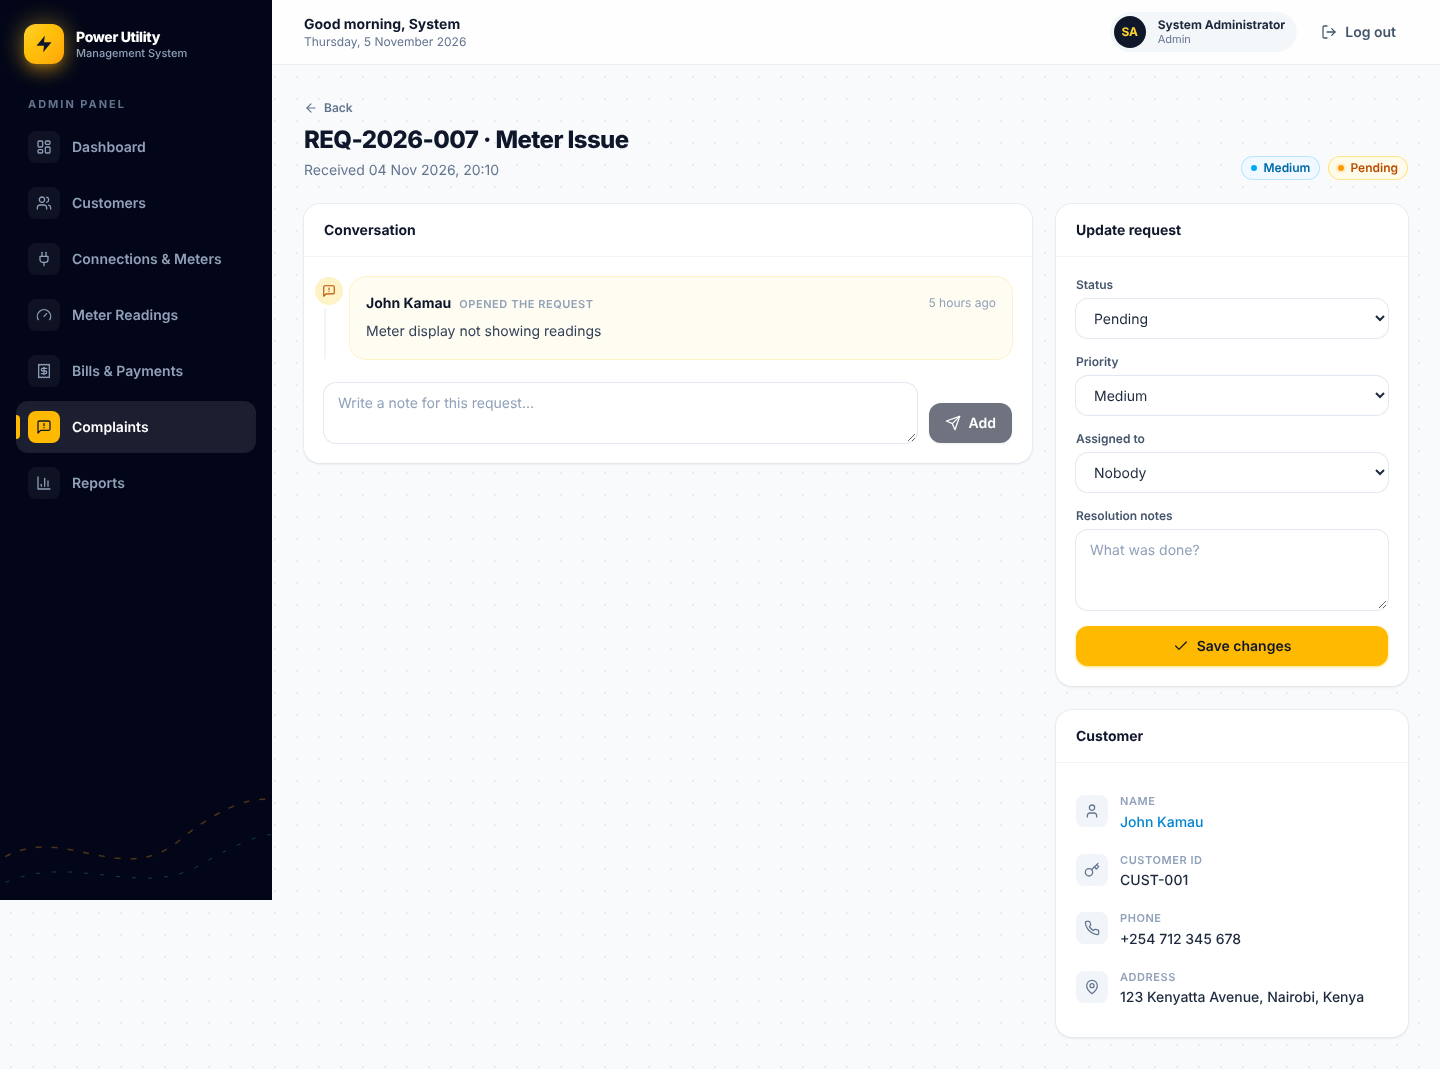 Power Utility
Management System
ADMIN PANEL
Dashboard
Customers
Connections & Meters
Meter Readings
Bills & Payments
Complaints
Reports
Good morning, System
Thursday, 5 November 2026
SA
System Administrator
Admin
Log out
Back
REQ-2026-007 · Meter Issue
Received 04 Nov 2026, 20:10
Medium
Pending
Conversation
John Kamau OPENED THE REQUEST 5 hours ago
Meter display not showing readings
Write a note for this request...
Add
Update request
Status
Pending
Priority
Medium
Assigned to
Nobody
Resolution notes
What was done?
Save changes
Customer
NAME
John Kamau
CUSTOMER ID
CUST-001
PHONE
+254 712 345 678
ADDRESS
123 Kenyatta Avenue, Nairobi, Kenya